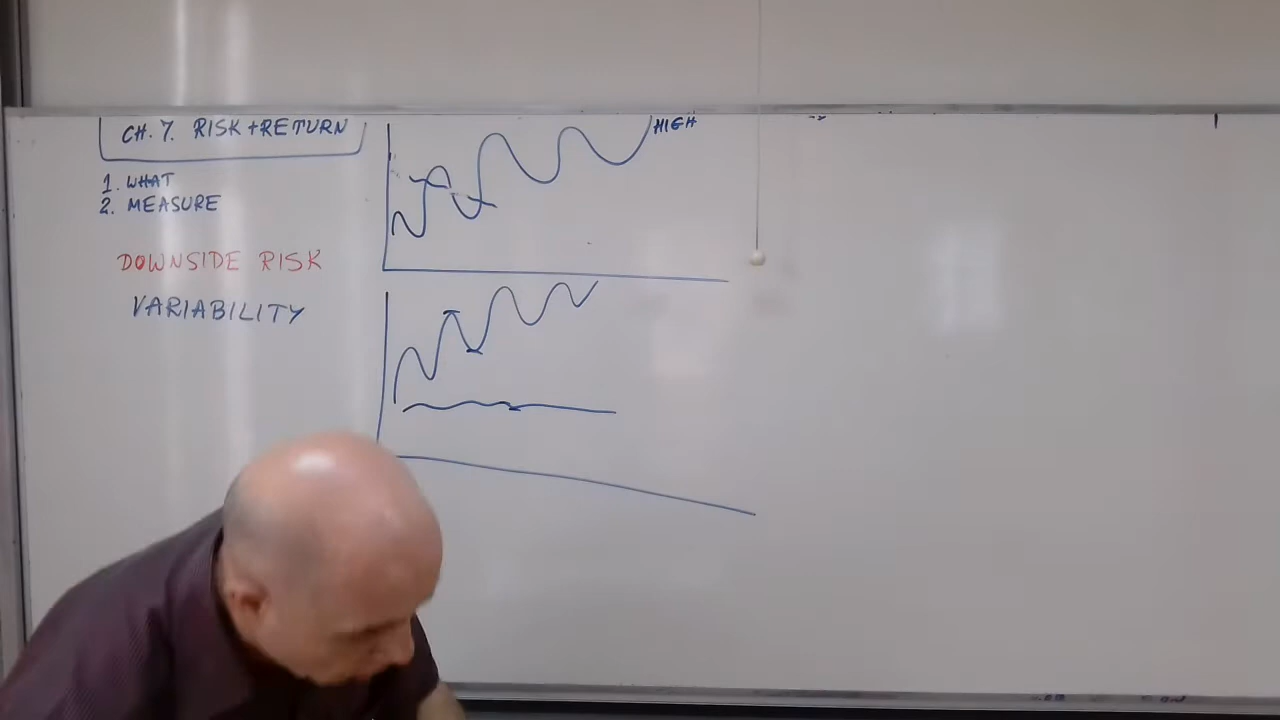 CH. 7. RISK + RETURN
1. WHAT
2. MEASURE
DOWNSIDE RISK
VARIABILITY
HIGH